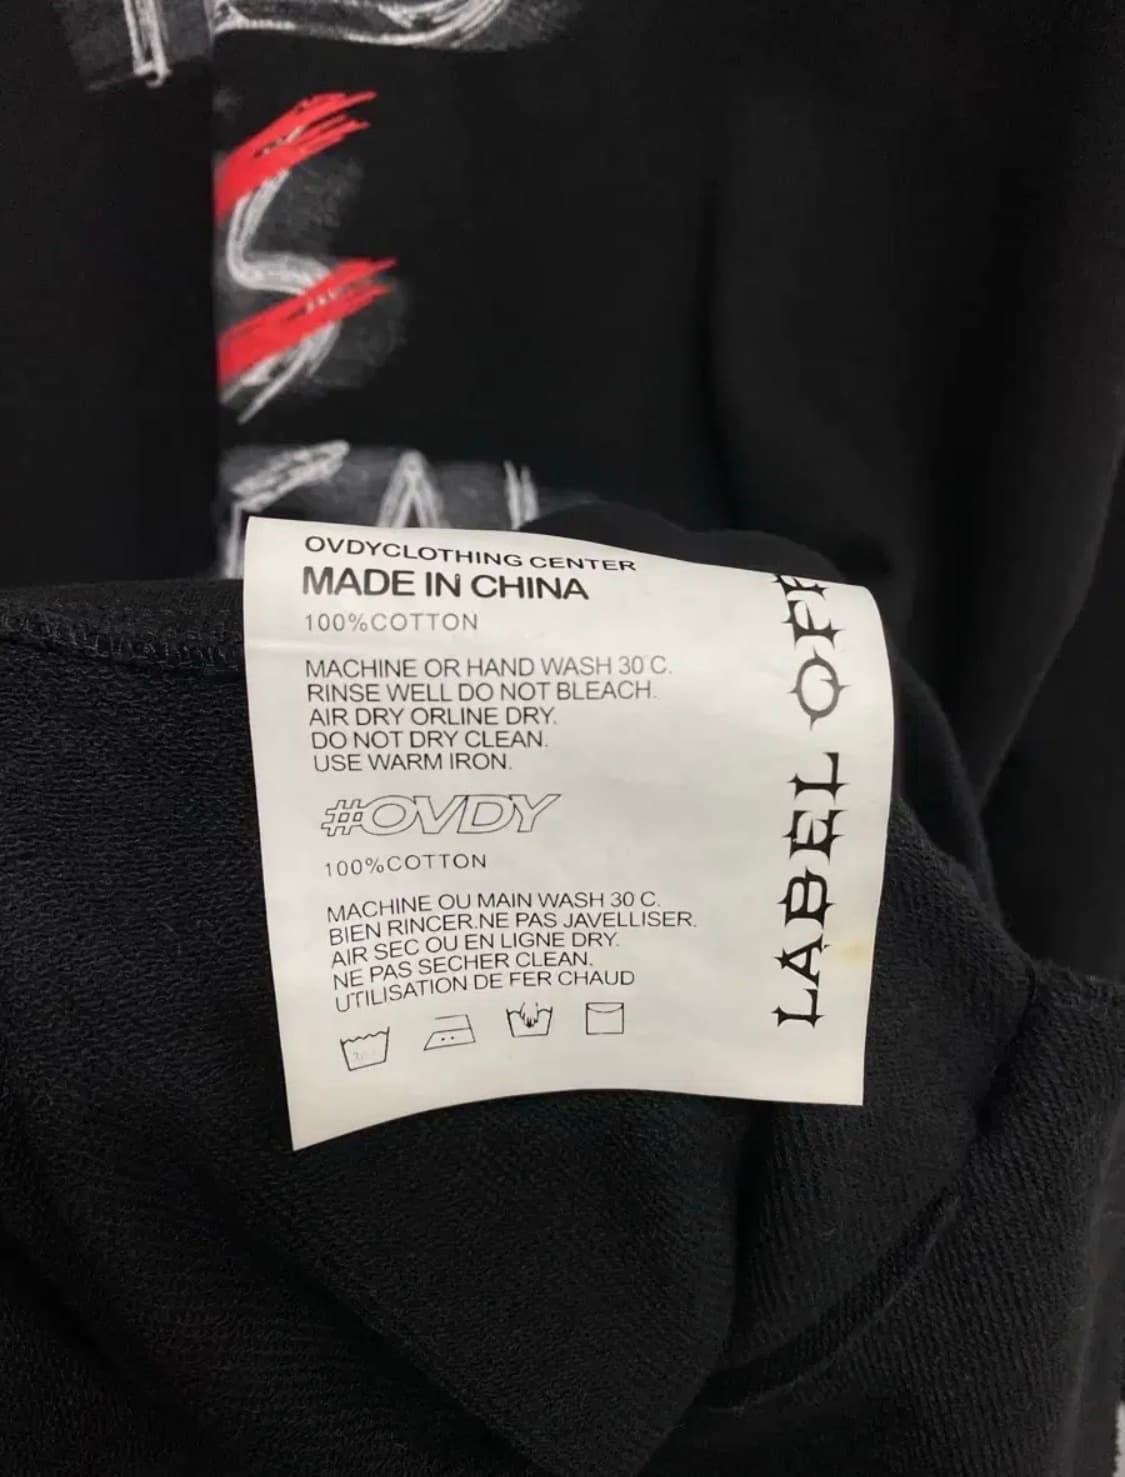 S
OVDYCLOTHING CENTER
MADE IN CHINA
100%COTTON
MACHINE OR HAND WASH 30°C.
RINSE WELL DO NOT BLEACH.
AIR DRY ORLINE DRY.
DO NOT DRY CLEAN.
USE WARM IRON.
#OVDY
100%COTTON
MACHINE OU MAIN WASH 30 C.
BIEN RINCER.NE PAS JAVELLISER.
AIR SEC OU EN LIGNE DRY.
NE PAS SECHER CLEAN.
UTILISATION DE FER CHAUD
LABEL OFF